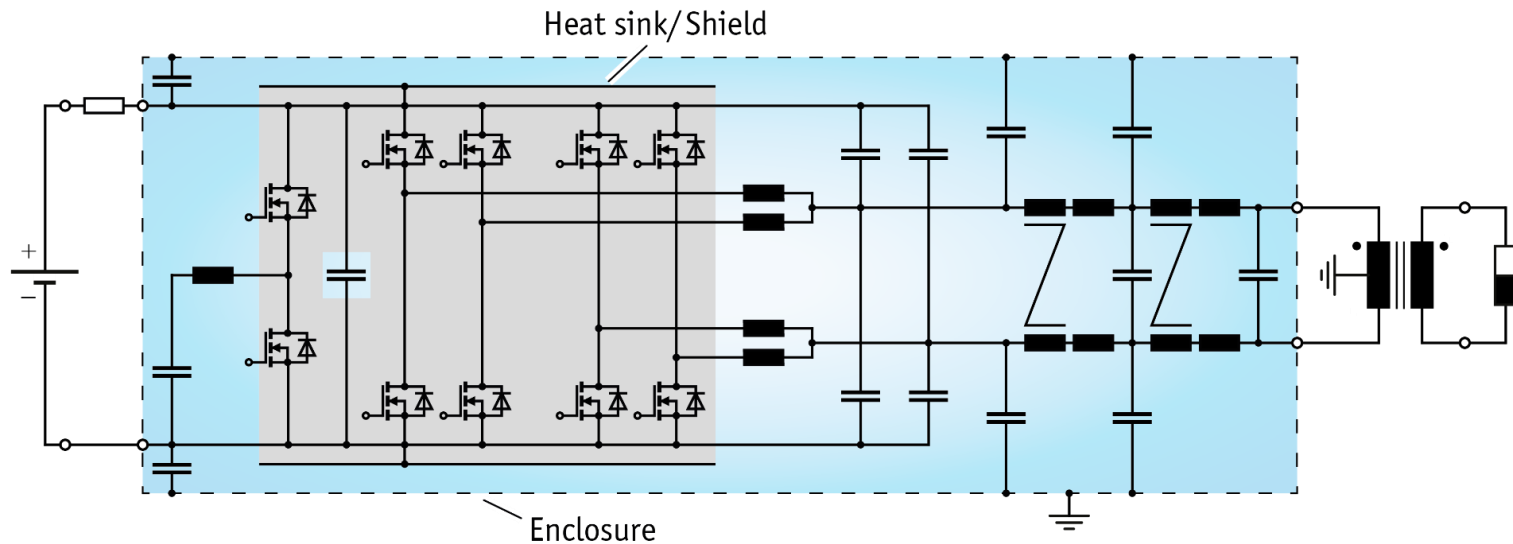 Heat sink/Shield
+
−
Enclosure